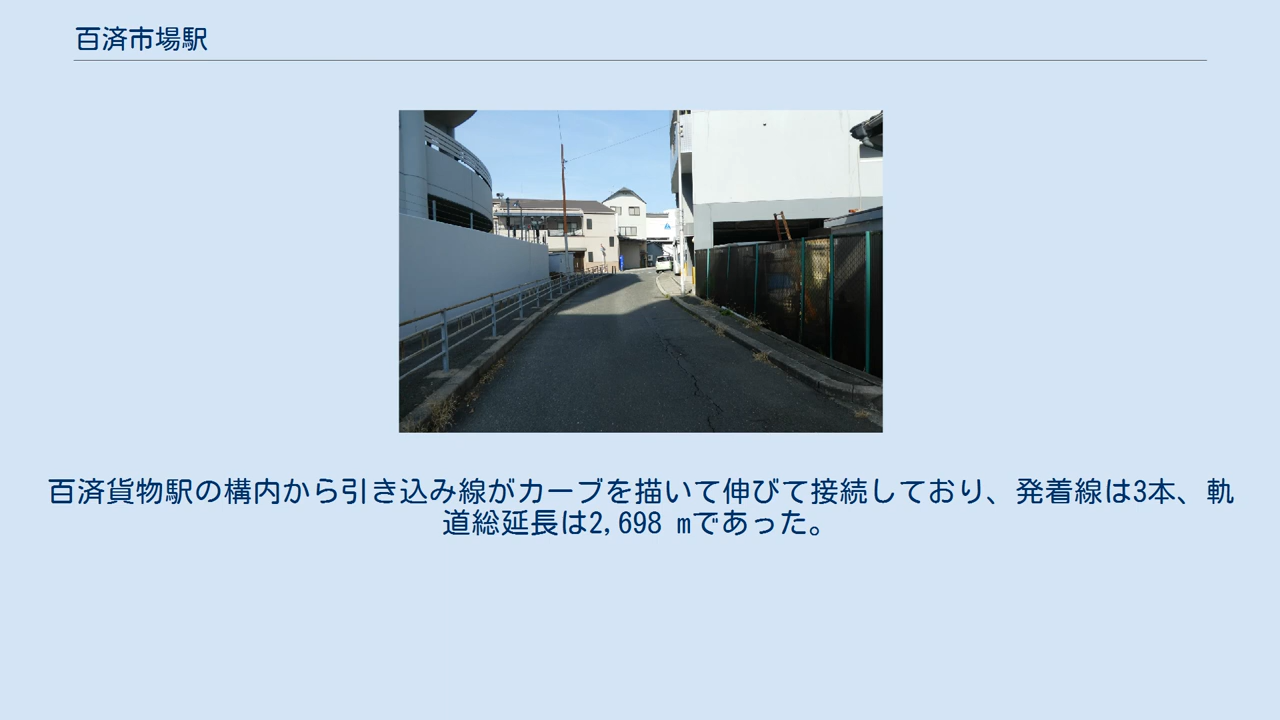 百済市場駅
百済貨物駅の構内から引き込み線がカーブを描いて伸びて接続しており、発着線は3本、軌
道総延長は2,698 mであった。